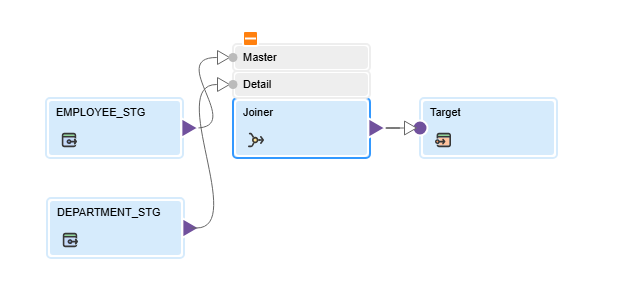 Master
Detail
EMPLOYEE_STG
Joiner
Target
DEPARTMENT_STG